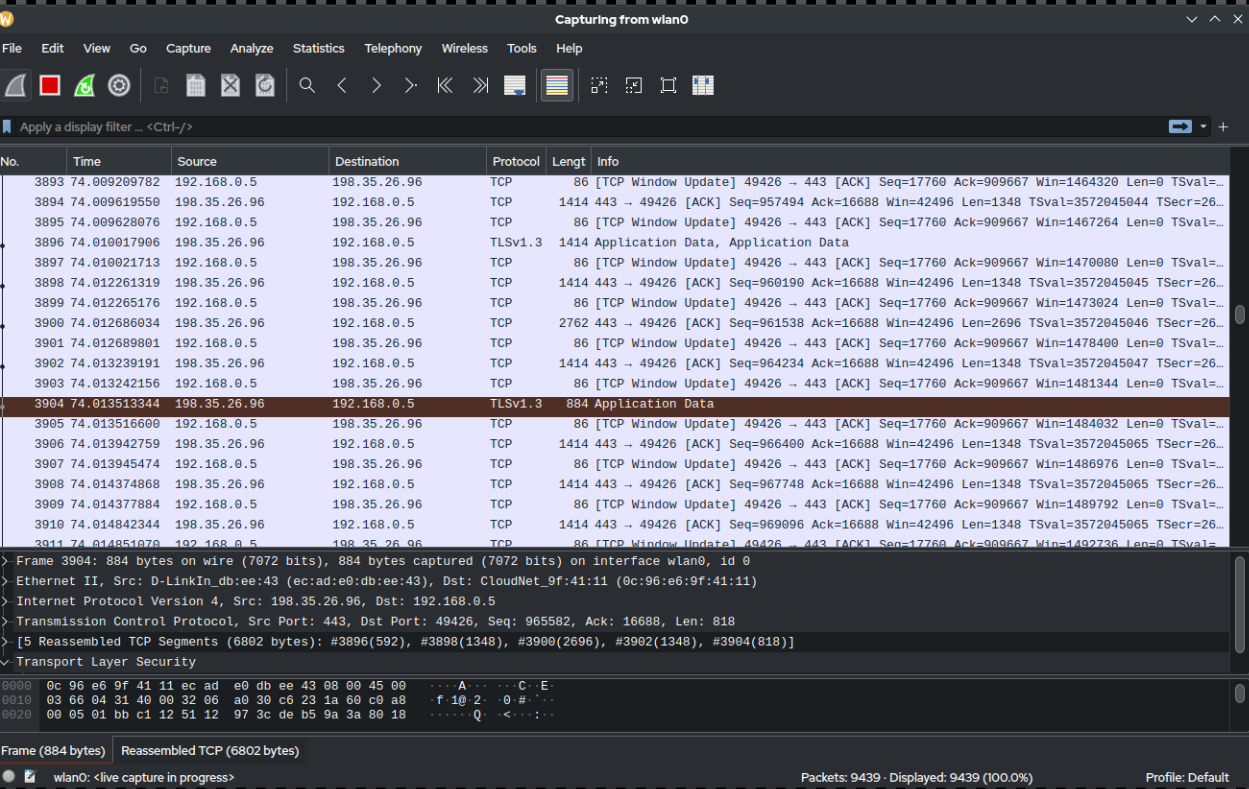 Capturing from wlan0
File Edit View Go Capture Analyze Statistics Telephony Wireless Tools Help
Apply a display filter ... <Ctrl-/>
No. Time Source Destination Protocol Lengt Info
3893 74.009209782 192.168.0.5 198.35.26.96 TCP 86 [TCP Window Update] 49426 → 443 [ACK] Seq=17760 Ack=909667 Win=1464320 Len=0 TSval=…
3894 74.009619550 198.35.26.96 192.168.0.5 TCP 1414 443 → 49426 [ACK] Seq=957494 Ack=16688 Win=42496 Len=1348 TSval=3572045044 TSecr=26…
3895 74.009628076 192.168.0.5 198.35.26.96 TCP 86 [TCP Window Update] 49426 → 443 [ACK] Seq=17760 Ack=909667 Win=1467264 Len=0 TSval=…
3896 74.010017906 198.35.26.96 192.168.0.5 TLSv1.3 1414 Application Data, Application Data
3897 74.010021713 192.168.0.5 198.35.26.96 TCP 86 [TCP Window Update] 49426 → 443 [ACK] Seq=17760 Ack=909667 Win=1470080 Len=0 TSval=…
3898 74.012261319 198.35.26.96 192.168.0.5 TCP 1414 443 → 49426 [ACK] Seq=960190 Ack=16688 Win=42496 Len=1348 TSval=3572045045 TSecr=26…
3899 74.012265176 192.168.0.5 198.35.26.96 TCP 86 [TCP Window Update] 49426 → 443 [ACK] Seq=17760 Ack=909667 Win=1473024 Len=0 TSval=…
3900 74.012686034 198.35.26.96 192.168.0.5 TCP 2762 443 → 49426 [ACK] Seq=961538 Ack=16688 Win=42496 Len=2696 TSval=3572045046 TSecr=26…
3901 74.012689801 192.168.0.5 198.35.26.96 TCP 86 [TCP Window Update] 49426 → 443 [ACK] Seq=17760 Ack=909667 Win=1478400 Len=0 TSval=…
3902 74.013239191 198.35.26.96 192.168.0.5 TCP 1414 443 → 49426 [ACK] Seq=964234 Ack=16688 Win=42496 Len=1348 TSval=3572045047 TSecr=26…
3903 74.013242156 192.168.0.5 198.35.26.96 TCP 86 [TCP Window Update] 49426 → 443 [ACK] Seq=17760 Ack=909667 Win=1481344 Len=0 TSval=…
3904 74.013513344 198.35.26.96 192.168.0.5 TLSv1.3 884 Application Data
3905 74.013516600 192.168.0.5 198.35.26.96 TCP 86 [TCP Window Update] 49426 → 443 [ACK] Seq=17760 Ack=909667 Win=1484032 Len=0 TSval=…
3906 74.013942759 198.35.26.96 192.168.0.5 TCP 1414 443 → 49426 [ACK] Seq=966400 Ack=16688 Win=42496 Len=1348 TSval=3572045065 TSecr=26…
3907 74.013945474 192.168.0.5 198.35.26.96 TCP 86 [TCP Window Update] 49426 → 443 [ACK] Seq=17760 Ack=909667 Win=1486976 Len=0 TSval=…
3908 74.014374868 198.35.26.96 192.168.0.5 TCP 1414 443 → 49426 [ACK] Seq=967748 Ack=16688 Win=42496 Len=1348 TSval=3572045065 TSecr=26…
3909 74.014377884 192.168.0.5 198.35.26.96 TCP 86 [TCP Window Update] 49426 → 443 [ACK] Seq=17760 Ack=909667 Win=1489792 Len=0 TSval=…
3910 74.014842344 198.35.26.96 192.168.0.5 TCP 1414 443 → 49426 [ACK] Seq=969096 Ack=16688 Win=42496 Len=1348 TSval=3572045065 TSecr=26…
3911 74.014851070 192.168.0.5 198.35.26.96 TCP 86 [TCP Window Update] 49426 → 443 [ACK] Seq=17760 Ack=909667 Win=1492736 Len=0 TSval=…
Frame 3904: 884 bytes on wire (7072 bits), 884 bytes captured (7072 bits) on interface wlan0, id 0
Ethernet II, Src: D-LinkIn_db:ee:43 (ec:ad:e0:db:ee:43), Dst: CloudNet_9f:41:11 (0c:96:e6:9f:41:11)
Internet Protocol Version 4, Src: 198.35.26.96, Dst: 192.168.0.5
Transmission Control Protocol, Src Port: 443, Dst Port: 49426, Seq: 965582, Ack: 16688, Len: 818
[5 Reassembled TCP Segments (6802 bytes): #3896(592), #3898(1348), #3900(2696), #3902(1348), #3904(818)]
Transport Layer Security
0000 0c 96 e6 9f 41 11 ec ad e0 db ee 43 08 00 45 00 ····A··· ···C··E·
0010 03 66 04 31 40 00 32 06 a0 30 c6 23 1a 60 c0 a8 ·f·1@·2· ·0·#·`··
0020 00 05 01 bb c1 12 51 12 97 3c de b5 9a 3a 80 18 ······Q· ·<···:··
Frame (884 bytes) Reassembled TCP (6802 bytes)
wlan0: <live capture in progress> Packets: 9439 · Displayed: 9439 (100.0%) Profile: Default